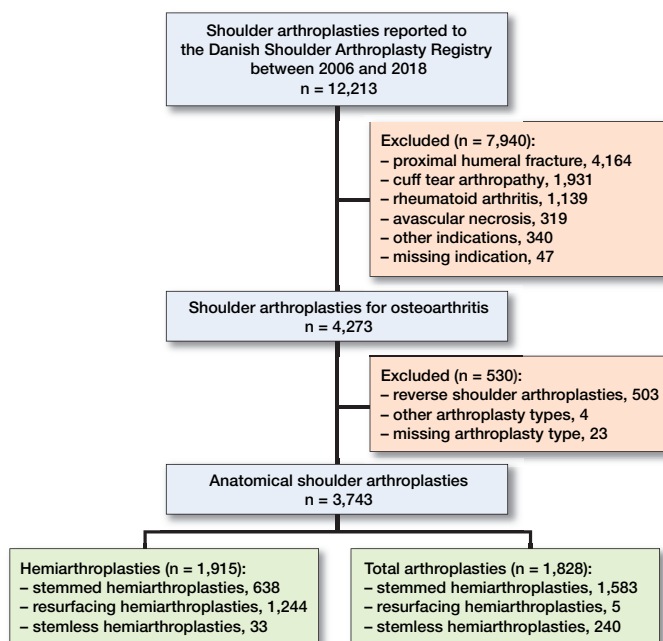 Shoulder arthroplasties reported to
the Danish Shoulder Arthroplasty Registry
between 2006 and 2018
n = 12,213
Excluded (n = 7,940):
– proximal humeral fracture, 4,164
– cuff tear arthropathy, 1,931
– rheumatoid arthritis, 1,139
– avascular necrosis, 319
– other indications, 340
– missing indication, 47
Shoulder arthroplasties for osteoarthritis
n = 4,273
Excluded (n = 530):
– reverse shoulder arthroplasties, 503
– other arthroplasty types, 4
– missing arthroplasty type, 23
Anatomical shoulder arthroplasties
n = 3,743
Hemiarthroplasties (n = 1,915):
– stemmed hemiarthroplasties, 638
– resurfacing hemiarthroplasties, 1,244
– stemless hemiarthroplasties, 33
Total arthroplasties (n = 1,828):
– stemmed hemiarthroplasties, 1,583
– resurfacing hemiarthroplasties, 5
– stemless hemiarthroplasties, 240